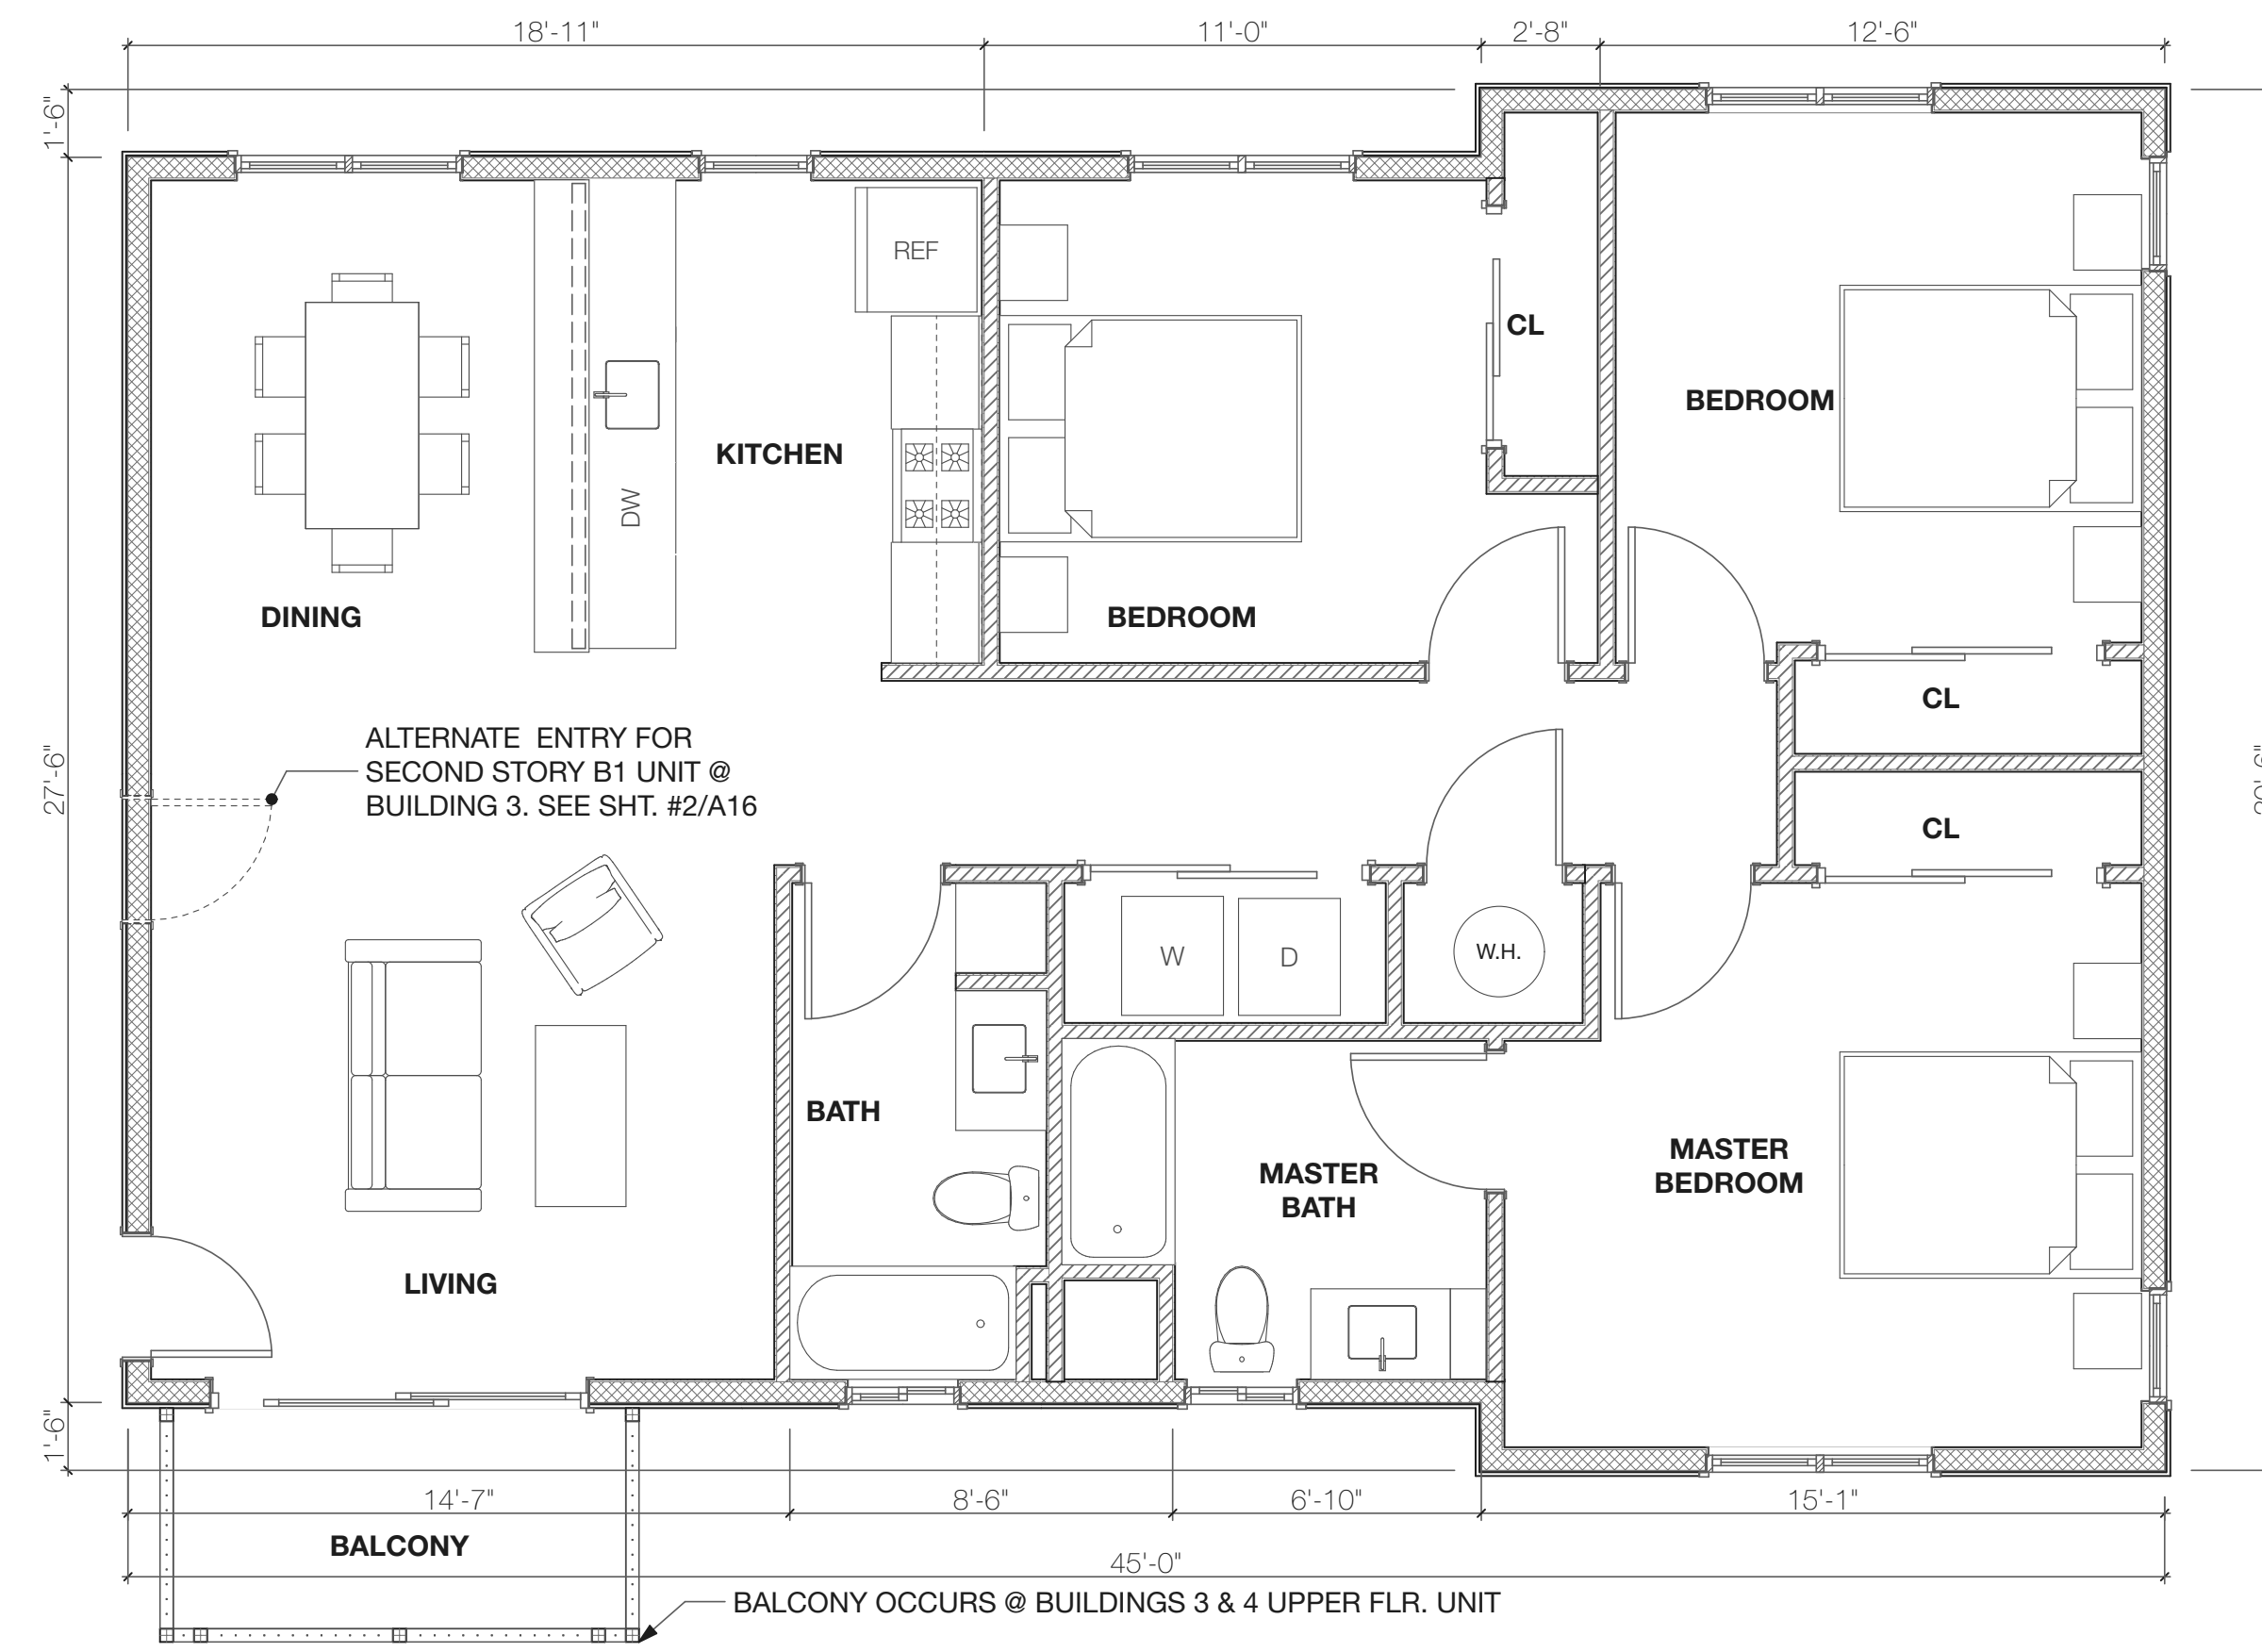 18'-11"
11'-0"
2'-8"
12'-6"
1'-6"
REF
CL
BEDROOM
KITCHEN
DW
DINING
BEDROOM
CL
ALTERNATE ENTRY FOR
SECOND STORY B1 UNIT @
BUILDING 3. SEE SHT. #2/A16
27'-6"
CL
W
D
W.H.
BATH
MASTER
BEDROOM
MASTER
BATH
LIVING
1'-6"
14'-7"
8'-6"
6'-10"
15'-1"
BALCONY
45'-0"
BALCONY OCCURS @ BUILDINGS 3 & 4 UPPER FLR. UNIT